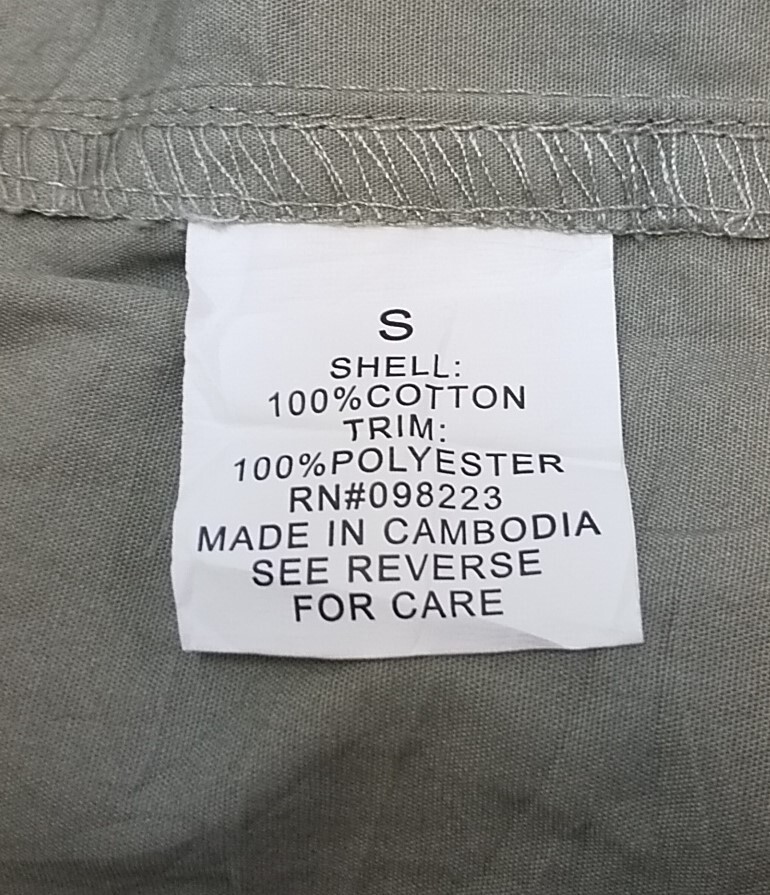 S
SHELL:
100%COTTON
TRIM:
100%POLYESTER
RN#098223
MADE IN CAMBODIA
SEE REVERSE
FOR CARE